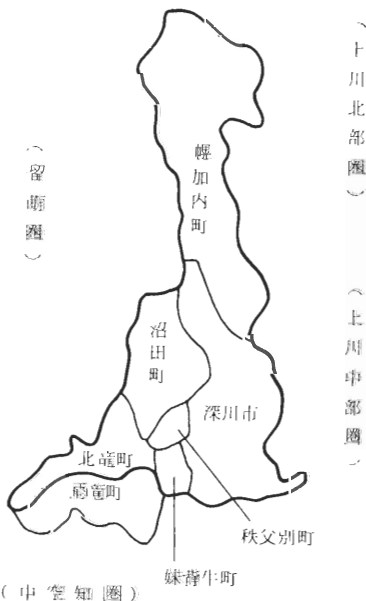 （上川北部圏）
幌加内町
（留萌圏）
（上川中部圏）
沼田町
深川市
北竜町
雨竜町
秩父別町
妹背牛町
（中空知圏）